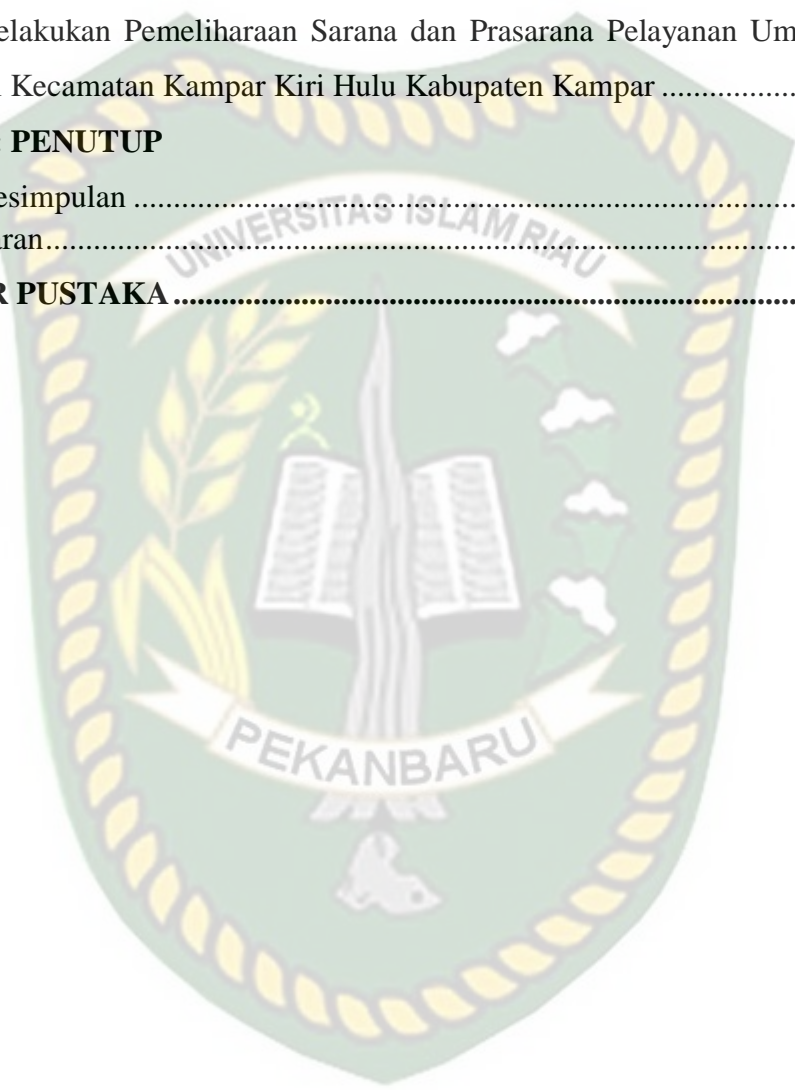 elakukan Pemeliharaan Sarana dan Prasarana Pelayanan Um
Kecamatan Kampar Kiri Hulu Kabupaten Kampar ..................
: PENUTUP
esimpulan ....................................................................................
aran................................................................................................
R PUSTAKA..............................................................................
UNIVERSITAS ISLAM RIAU
PEKANBARU